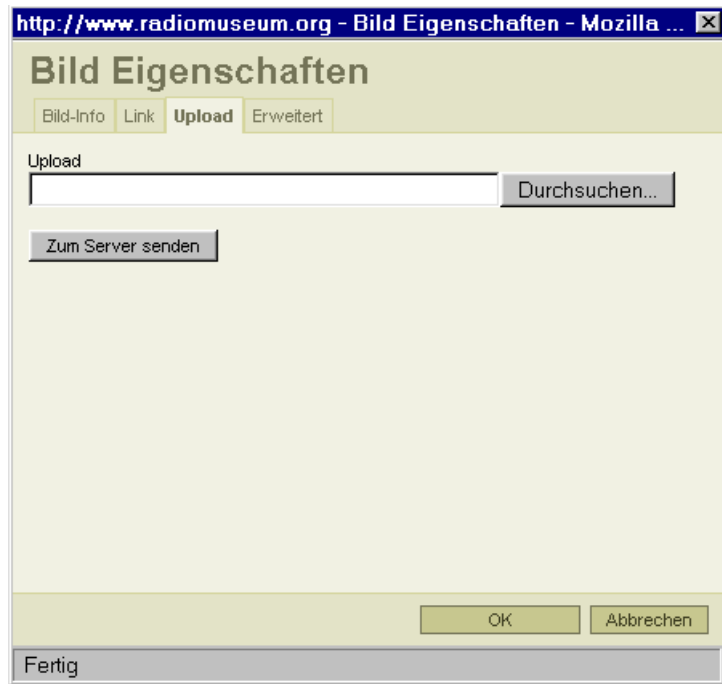 http://www.radiomuseum.org - Bild Eigenschaften - Mozilla ...
Bild Eigenschaften
Bild-Info Link Upload Erweitert
Upload
Durchsuchen...
Zum Server senden
OK Abbrechen
Fertig